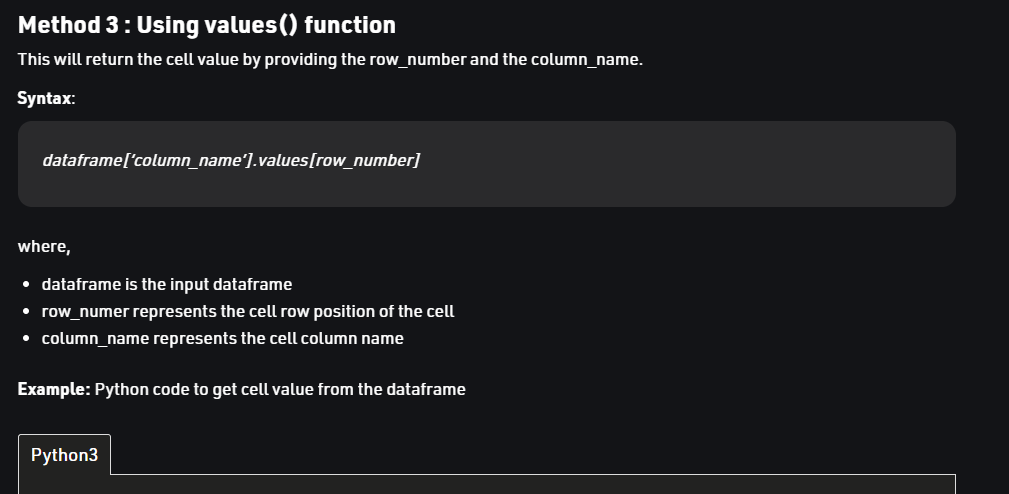 Method 3 : Using values() function
This will return the cell value by providing the row_number and the column_name.
Syntax:
dataframe['column_name'].values[row_number]
where,
• dataframe is the input dataframe
• row_numer represents the cell row position of the cell
• column_name represents the cell column name
Example: Python code to get cell value from the dataframe
Python3